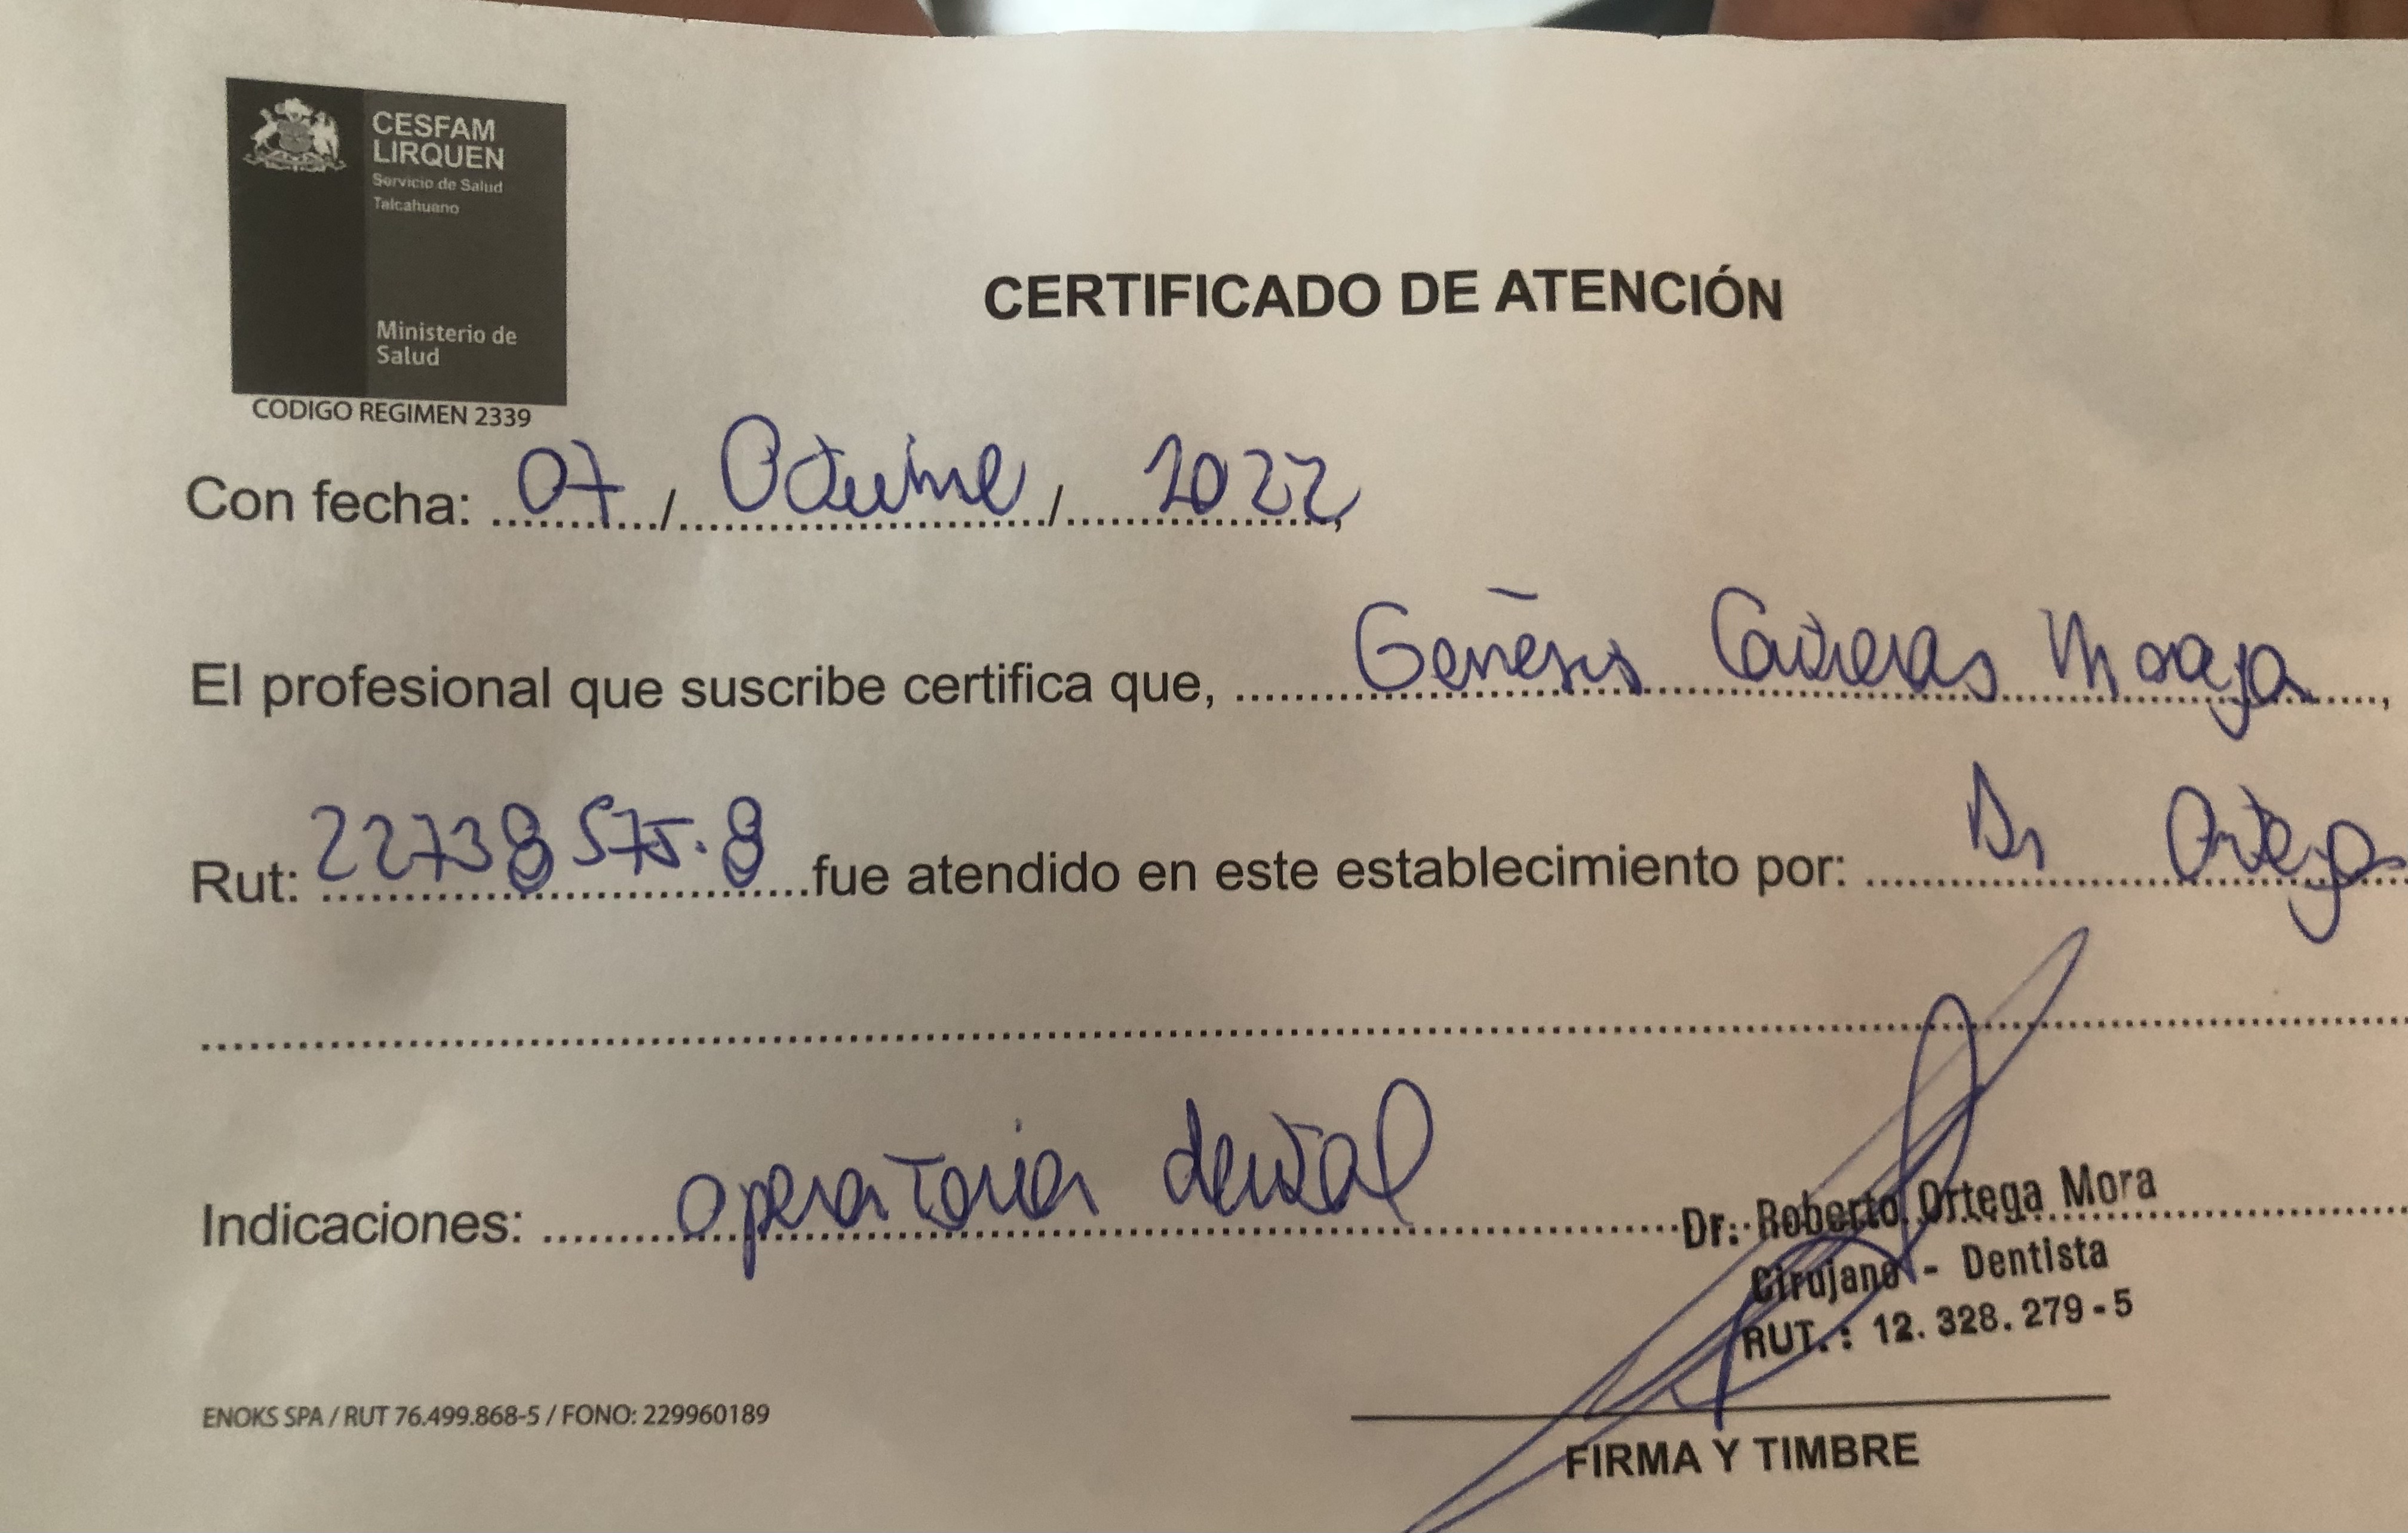 CESFAM
LIRQUEN
Servicio de Salud
Talcahuano
Ministerio de
Salud
CODIGO REGIMEN 2339
CERTIFICADO DE ATENCIÓN
Con fecha: 07 / Octubre / 2022,
El profesional que suscribe certifica que, Genesis Moraga,
Rut: 22738575.8 fue atendido en este establecimiento por: Dr Ortega
Indicaciones: operatoria dental
Dr. Roberto Ortega Mora
Cirujano - Dentista
RUT. : 12. 328. 279 - 5
ENOKS SPA / RUT 76.499.868-5 / FONO: 229960189
FIRMA Y TIMBRE